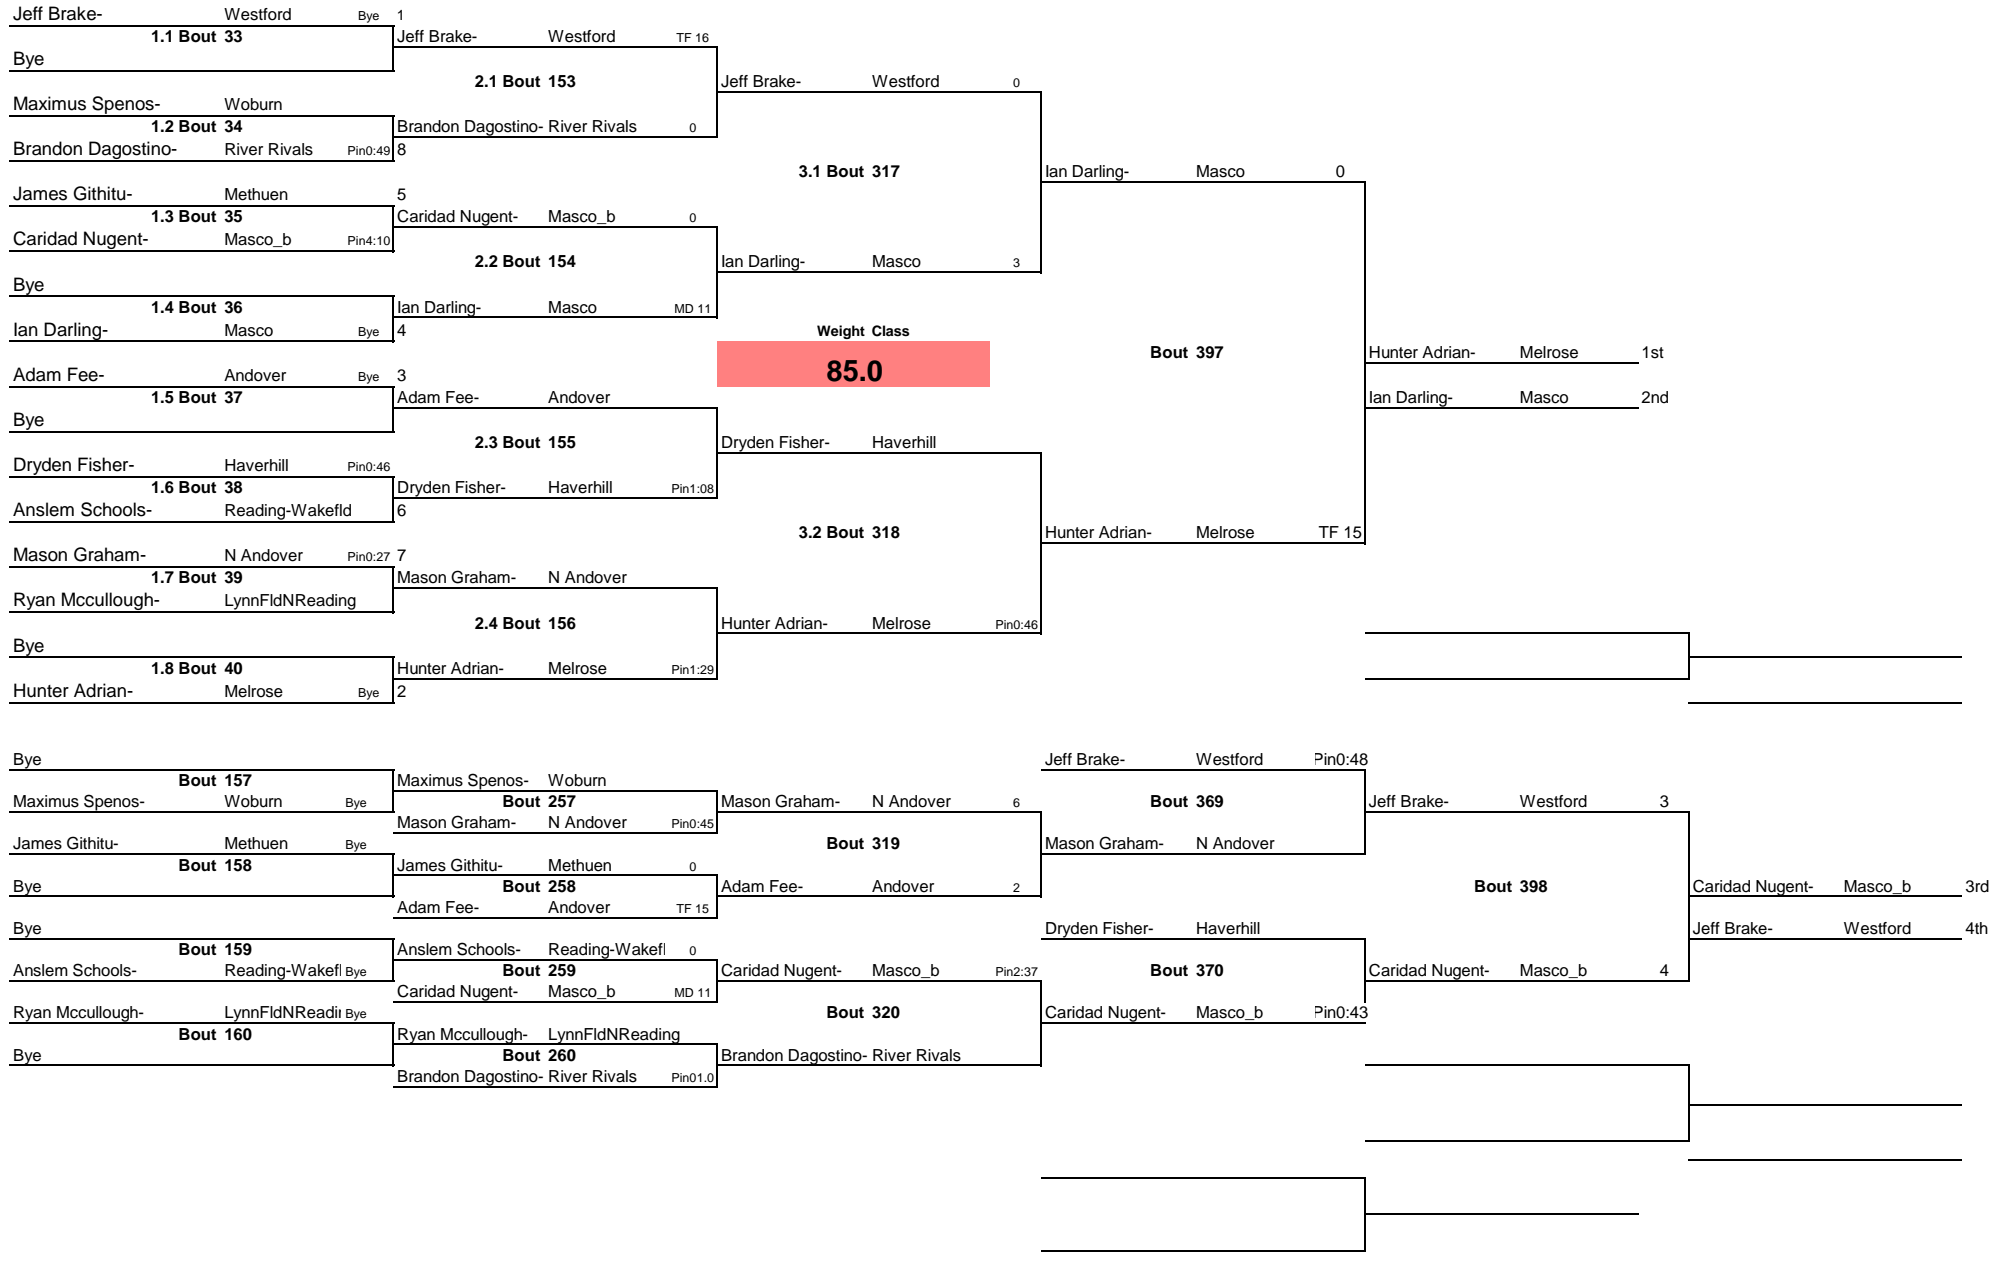 Jeff Brake- Westford Bye 1
1.1 Bout 33 Jeff Brake- Westford TF 16
Bye
2.1 Bout 153 Jeff Brake- Westford 0
Maximus Spenos- Woburn
1.2 Bout 34 Brandon Dagostino- River Rivals 0
Brandon Dagostino- River Rivals Pin0:49 8
3.1 Bout 317 Ian Darling- Masco 0
James Githitu- Methuen 5
1.3 Bout 35 Caridad Nugent- Masco_b 0
Caridad Nugent- Masco_b Pin4:10
2.2 Bout 154 Ian Darling- Masco 3
Bye
1.4 Bout 36 Ian Darling- Masco MD 11
Ian Darling- Masco Bye 4 Weight Class
Bout 397 Hunter Adrian- Melrose 1st
Adam Fee- Andover Bye 3 85.0
1.5 Bout 37 Adam Fee- Andover Ian Darling- Masco 2nd
Bye
2.3 Bout 155 Dryden Fisher- Haverhill
Dryden Fisher- Haverhill Pin0:46
1.6 Bout 38 Dryden Fisher- Haverhill Pin1:08
Anslem Schools- Reading-Wakefld 6
3.2 Bout 318 Hunter Adrian- Melrose TF 15
Mason Graham- N Andover Pin0:27 7
1.7 Bout 39 Mason Graham- N Andover
Ryan Mccullough- LynnFldNReading
2.4 Bout 156 Hunter Adrian- Melrose Pin0:46
Bye
1.8 Bout 40 Hunter Adrian- Melrose Pin1:29
Hunter Adrian- Melrose Bye 2
Bye Jeff Brake- Westford Pin0:48
Bout 157 Maximus Spenos- Woburn
Maximus Spenos- Woburn Bye Bout 257 Mason Graham- N Andover 6 Bout 369 Jeff Brake- Westford 3
Mason Graham- N Andover Pin0:45
James Githitu- Methuen Bye Bout 319 Mason Graham- N Andover
Bout 158 James Githitu- Methuen 0
Bye Bout 258 Adam Fee- Andover 2 Bout 398 Caridad Nugent- Masco_b 3rd
Adam Fee- Andover TF 15
Bye Dryden Fisher- Haverhill Jeff Brake- Westford 4th
Bout 159 Anslem Schools- Reading-Wakefl 0
Anslem Schools- Reading-Wakefl Bye Bout 259 Caridad Nugent- Masco_b Pin2:37 Bout 370 Caridad Nugent- Masco_b 4
Caridad Nugent- Masco_b MD 11
Ryan Mccullough- LynnFldNReadi Bye Bout 320 Caridad Nugent- Masco_b Pin0:43
Bout 160 Ryan Mccullough- LynnFldNReading
Bye Bout 260 Brandon Dagostino- River Rivals
Brandon Dagostino- River Rivals Pin01.0